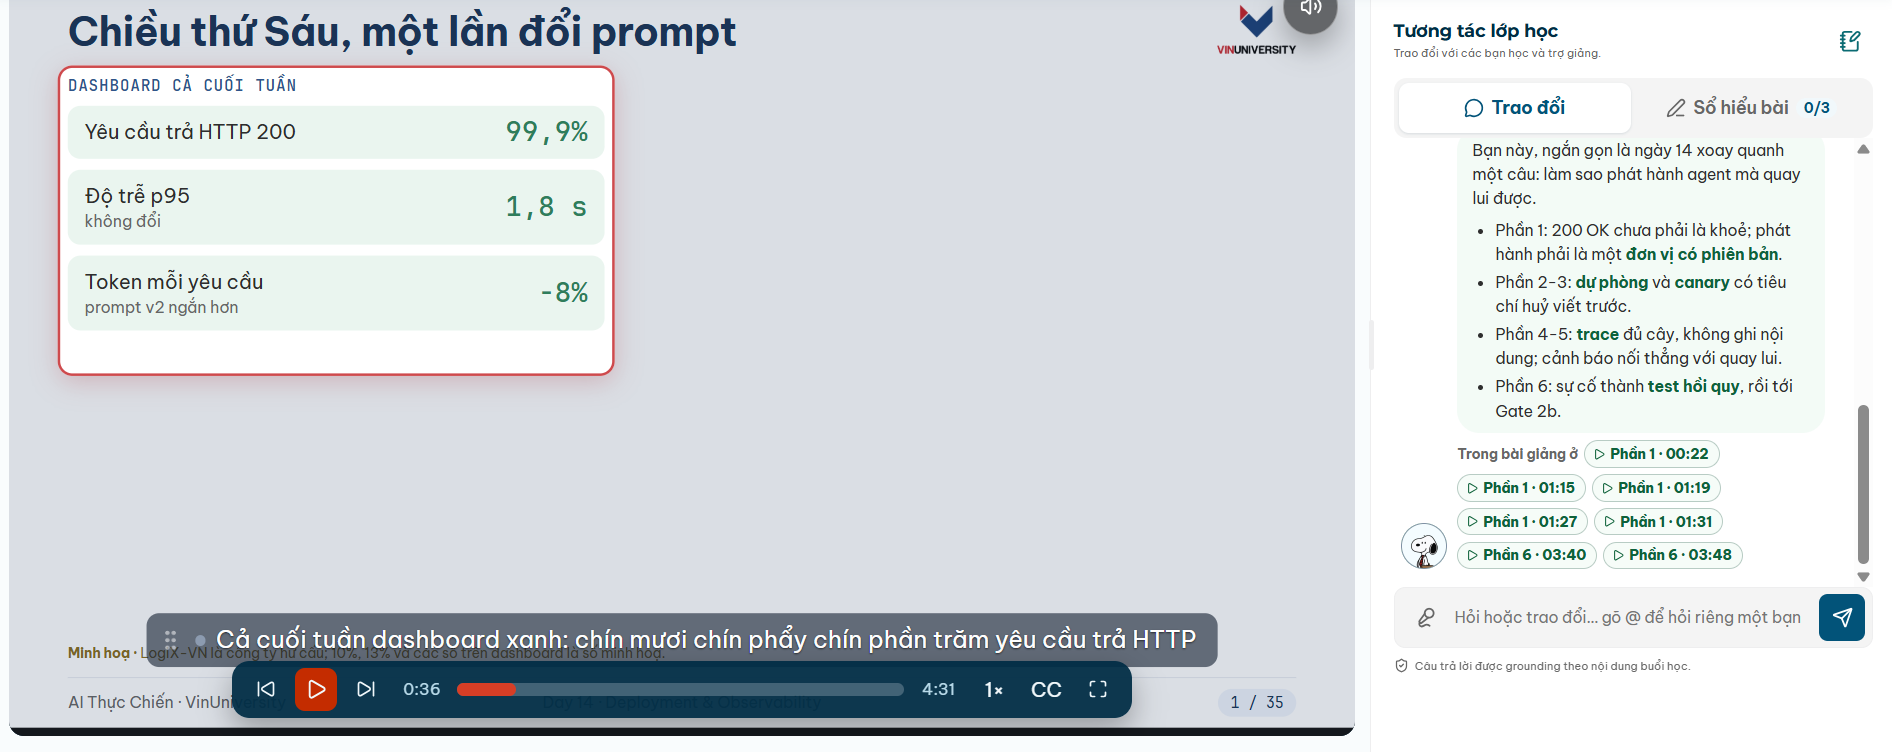 Chiều thứ Sáu, một lần đổi prompt
VINUNIVERSITY
DASHBOARD CẢ CUỐI TUẦN
Yêu cầu trả HTTP 200
99,9%
Độ trễ p95
không đổi
1,8 s
Token mỗi yêu cầu
prompt v2 ngắn hơn
-8%
Cả cuối tuần dashboard xanh: chín mươi chín phẩy chín phần trăm yêu cầu trả HTTP
Minh hoạ · LogiX-VN là công ty hư cấu; 10%, 13% và các số trên dashboard là số minh hoạ.
0:36
4:31
1×
CC
AI Thực Chiến · VinUniversity
Day 14 · Deployment & Observability
1 / 35
Tương tác lớp học
Trao đổi với các bạn học và trợ giảng.
Trao đổi
Sổ hiểu bài 0/3
Bạn này, ngắn gọn là ngày 14 xoay quanh
một câu: làm sao phát hành agent mà quay
lui được.
• Phần 1: 200 OK chưa phải là khoẻ; phát
hành phải là một đơn vị có phiên bản.
• Phần 2-3: dự phòng và canary có tiêu
chí huỷ viết trước.
• Phần 4-5: trace đủ cây, không ghi nội
dung; cảnh báo nối thẳng với quay lui.
• Phần 6: sự cố thành test hồi quy, rồi tới
Gate 2b.
Trong bài giảng ở
Phần 1 · 00:22
Phần 1 · 01:15
Phần 1 · 01:19
Phần 1 · 01:27
Phần 1 · 01:31
Phần 6 · 03:40
Phần 6 · 03:48
Hỏi hoặc trao đổi... gõ @ để hỏi riêng một bạn
Câu trả lời được grounding theo nội dung buổi học.